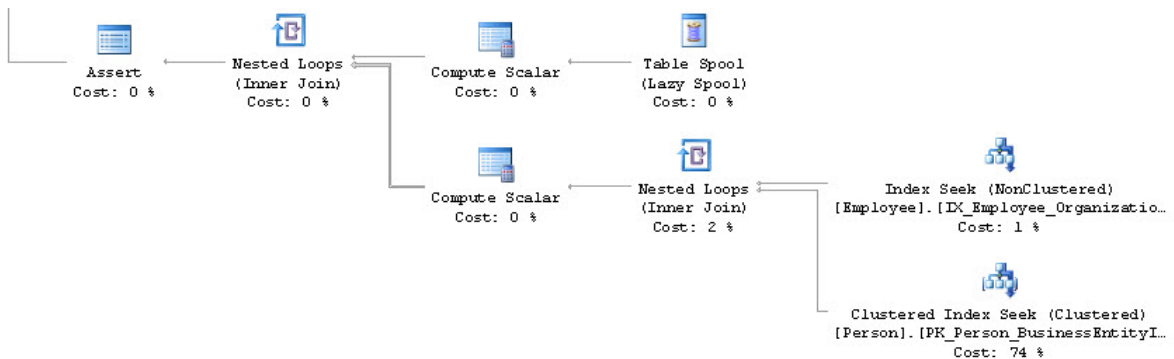 Assert
Cost: 0 %
Nested Loops
(Inner Join)
Cost: 0 %
Compute Scalar
Cost: 0 %
Table Spool
(Lazy Spool)
Cost: 0 %
Compute Scalar
Cost: 0 %
Nested Loops
(Inner Join)
Cost: 2 %
Index Seek (NonClustered)
[Employee].[IX_Employee_Organizatio…
Cost: 1 %
Clustered Index Seek (Clustered)
[Person].[PK_Person_BusinessEntityI…
Cost: 74 %